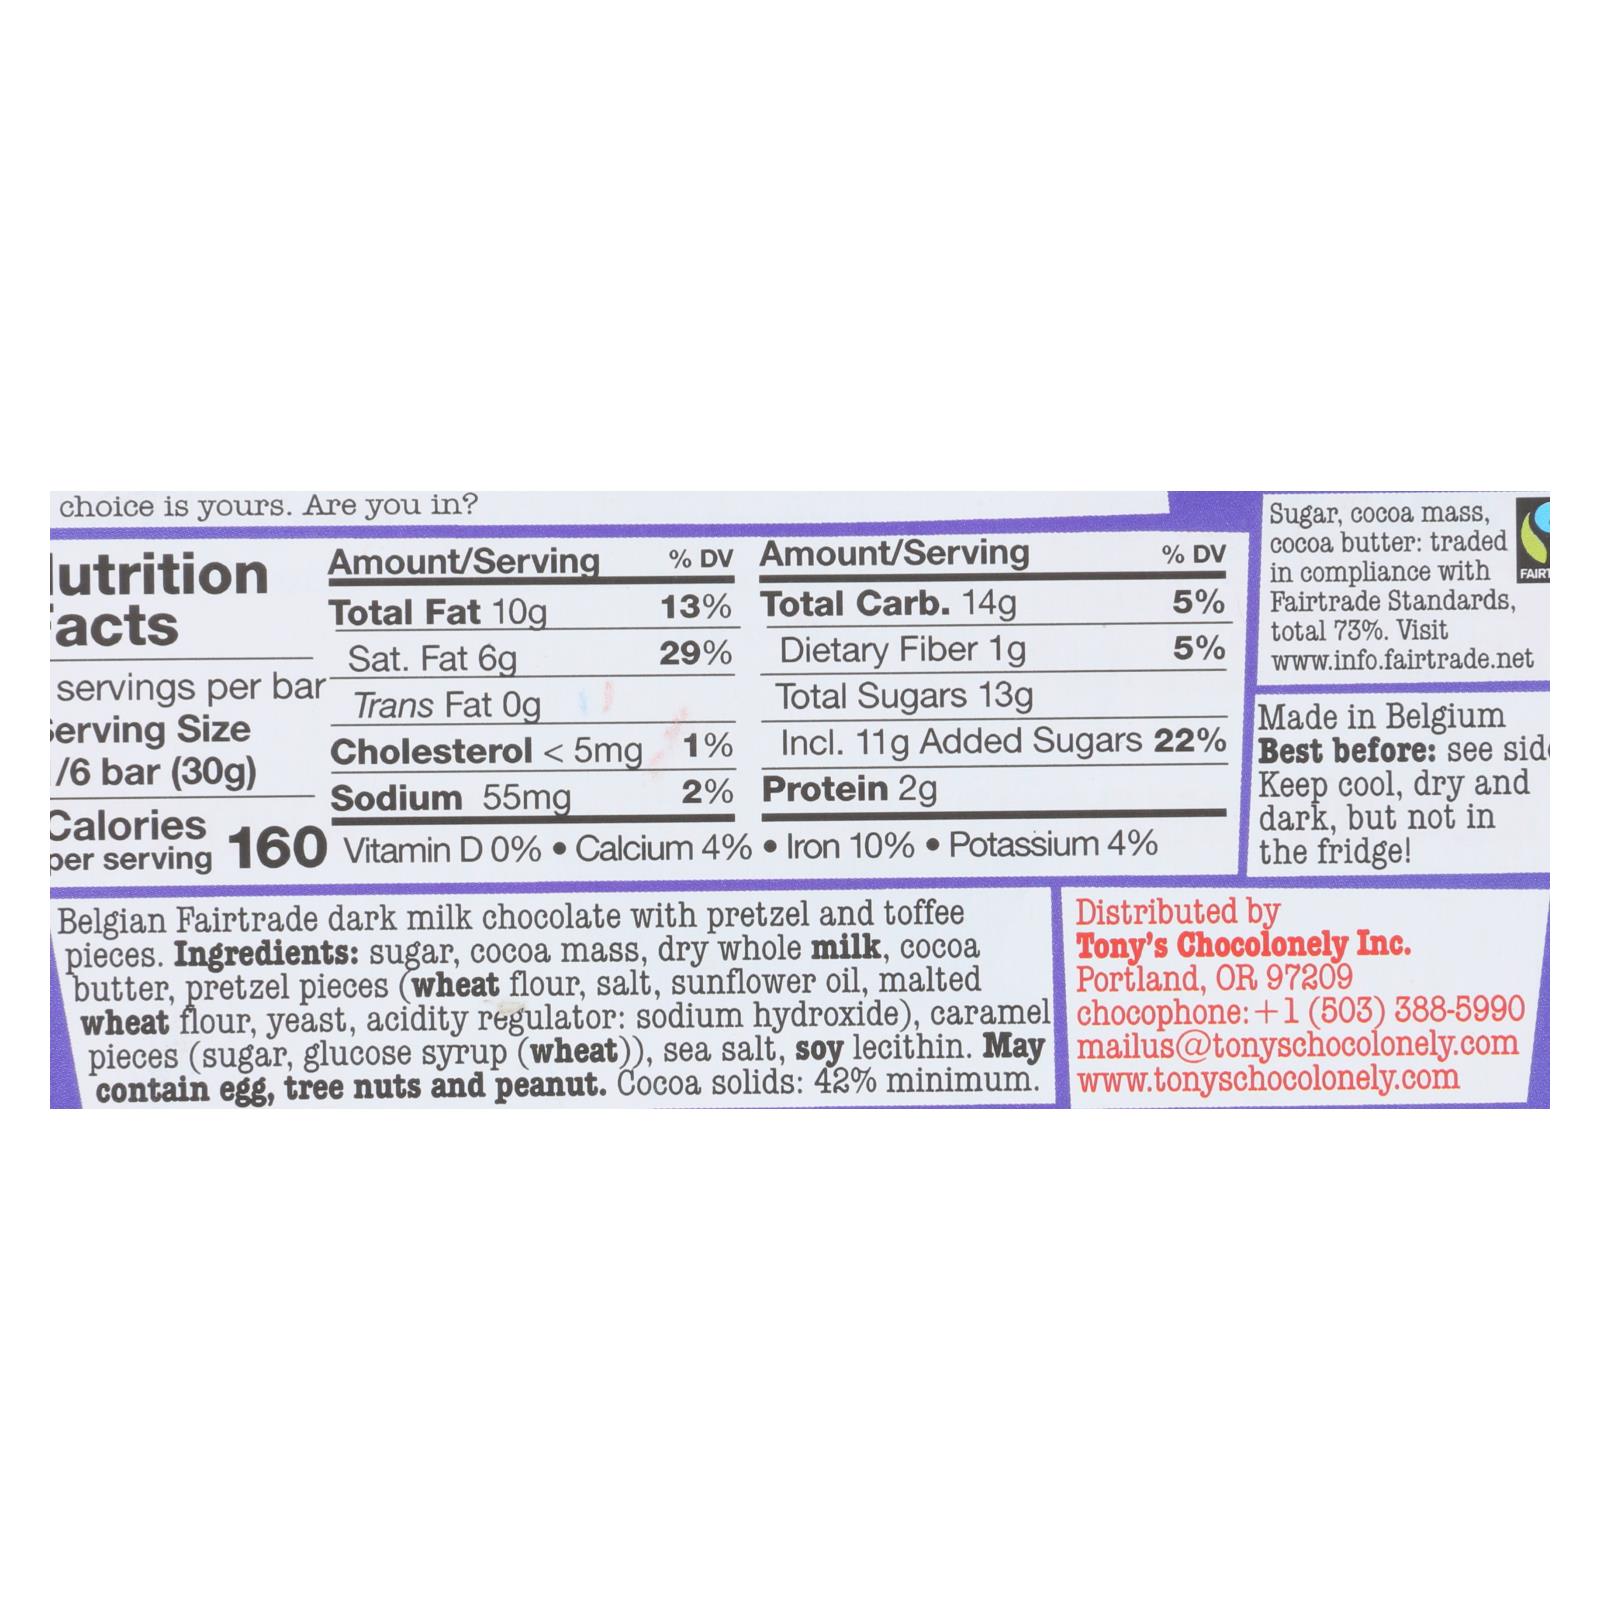 choice is yours. Are you in?
utrition
acts
servings per bar
erving Size
/6 bar (30g)
Calories
per serving 160
Amount/Serving % DV
Total Fat 10g 13%
Sat. Fat 6g 29%
Trans Fat 0g
Cholesterol < 5mg 1%
Sodium 55mg 2%
Amount/Serving % DV
Total Carb. 14g 5%
Dietary Fiber 1g 5%
Total Sugars 13g
Incl. 11g Added Sugars 22%
Protein 2g
Vitamin D 0% • Calcium 4% • Iron 10% • Potassium 4%
Sugar, cocoa mass,
cocoa butter: traded
in compliance with
Fairtrade Standards,
total 73%. Visit
www.info.fairtrade.net
FAIRT
Made in Belgium
Best before: see sid
Keep cool, dry and
dark, but not in
the fridge!
Belgian Fairtrade dark milk chocolate with pretzel and toffee
pieces. Ingredients: sugar, cocoa mass, dry whole milk, cocoa
butter, pretzel pieces (wheat flour, salt, sunflower oil, malted
wheat flour, yeast, acidity regulator: sodium hydroxide), caramel
pieces (sugar, glucose syrup (wheat)), sea salt, soy lecithin. May
contain egg, tree nuts and peanut. Cocoa solids: 42% minimum.
Distributed by
Tony's Chocolonely Inc.
Portland, OR 97209
chocophone: +1 (503) 388-5990
mailus@tonyschocolonely.com
www.tonyschocolonely.com